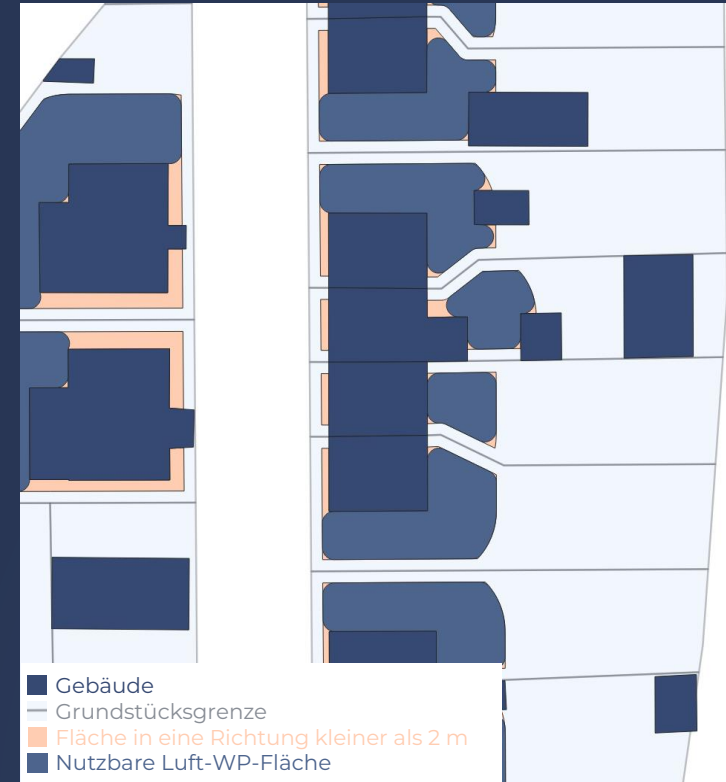 Gebäude
Grundstücksgrenze
Fläche in eine Richtung kleiner als 2 m
Nutzbare Luft-WP-Fläche